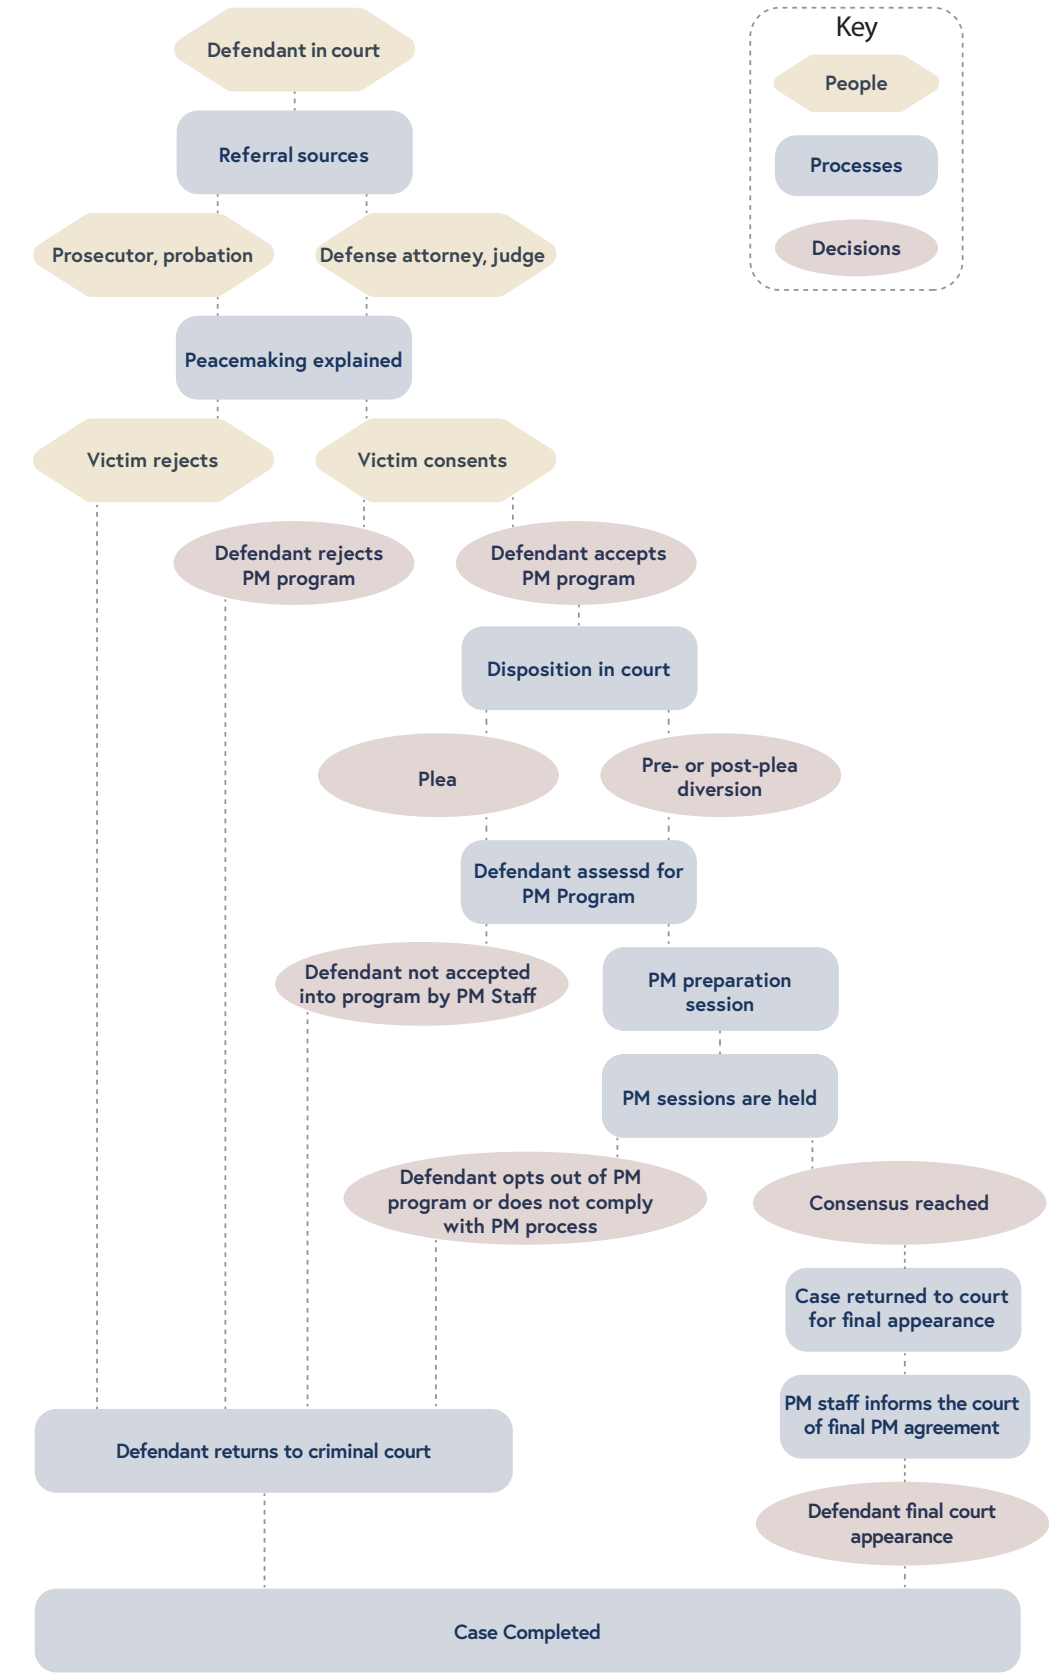 Defendant in court
Referral sources
Prosecutor, probation
Defense attorney, judge
Peacemaking explained
Victim rejects
Victim consents
Defendant rejects
PM program
Defendant accepts
PM program
Disposition in court
Plea
Pre- or post-plea
diversion
Defendant assessd for
PM Program
Defendant not accepted
into program by PM Staff
PM preparation
session
PM sessions are held
Defendant opts out of PM
program or does not comply
with PM process
Consensus reached
Case returned to court
for final appearance
PM staff informs the court
of final PM agreement
Defendant returns to criminal court
Defendant final court
appearance
Case Completed
Key
People
Processes
Decisions